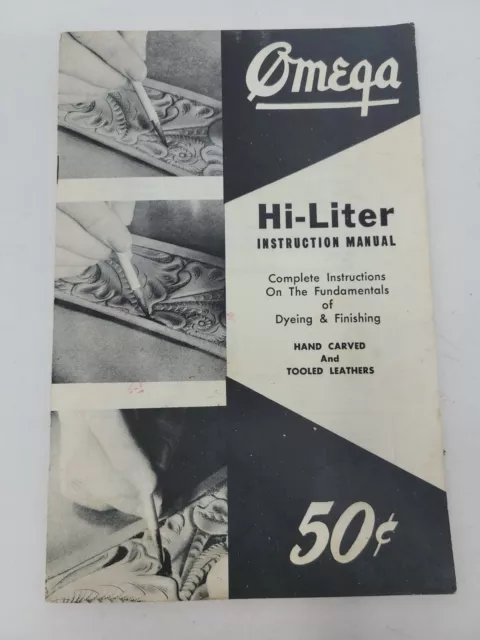 Omega
Hi-Liter
INSTRUCTION MANUAL
Complete Instructions
On The Fundamentals
of
Dyeing & Finishing
HAND CARVED
And
TOOLED LEATHERS
50¢